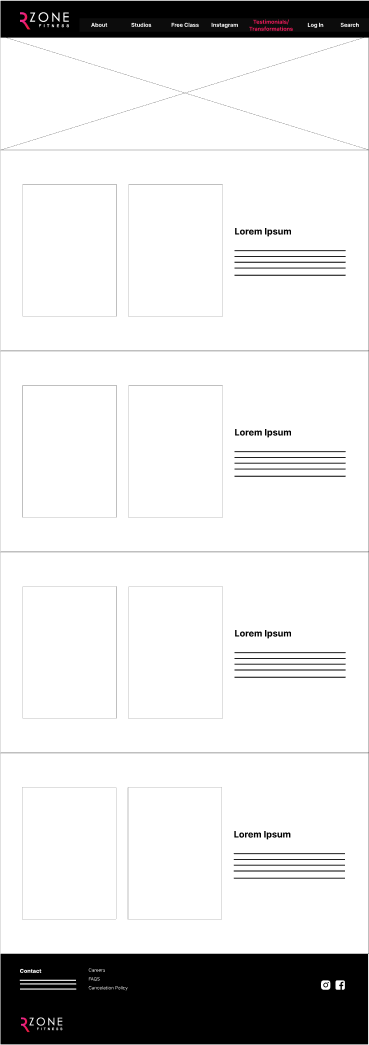 RZONE
FITNESS
About
Studios
Free Class
Instagram
Testimonials/
Transformations
Log In
Search
Lorem Ipsum
Lorem Ipsum
Lorem Ipsum
Lorem Ipsum
Contact
Careers
FAQS
Cancelation Policy
RZONE
FITNESS